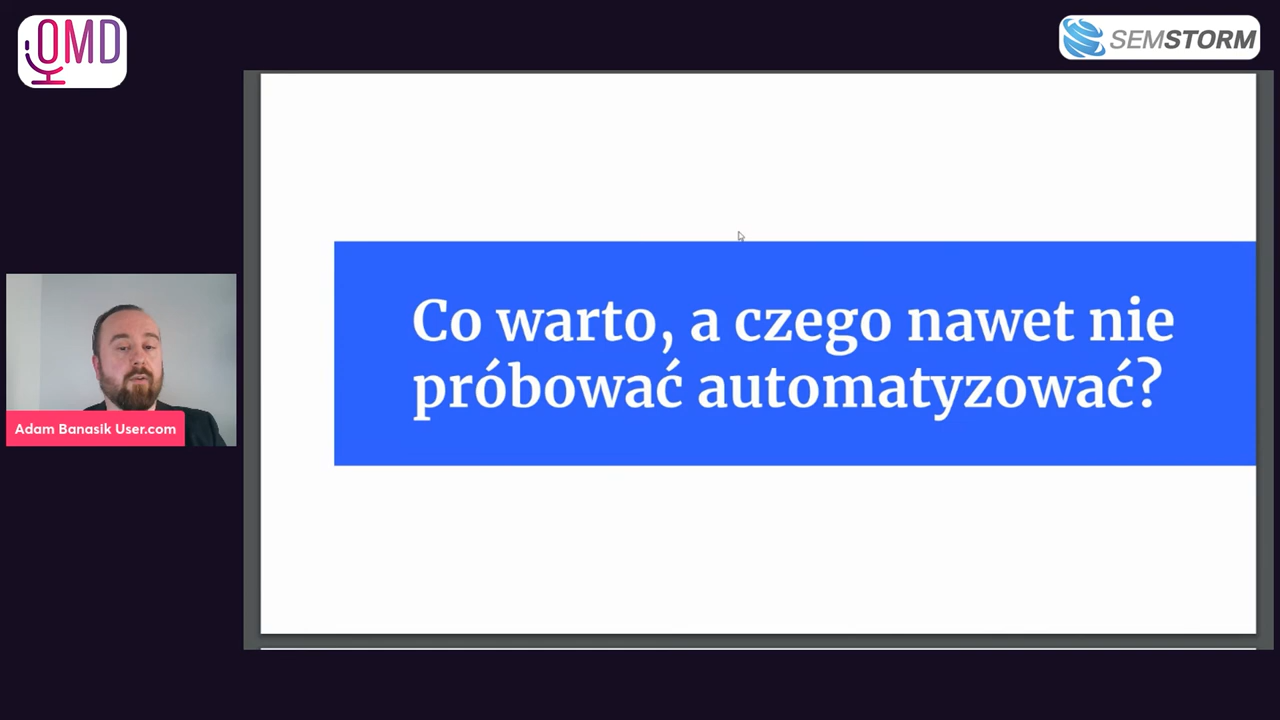 OMD
SEMSTORM
Co warto, a czego nawet nie
próbować automatyzować?
Adam Banasik User.com